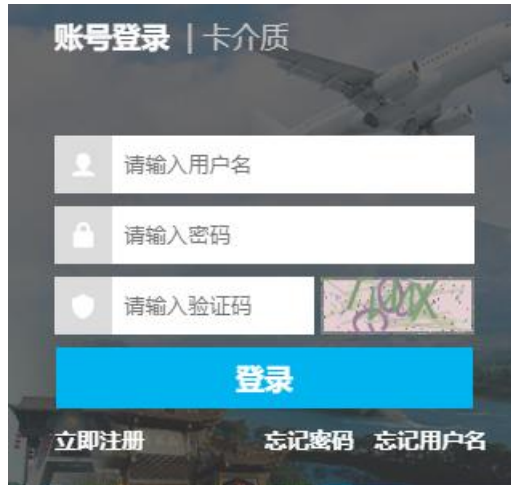 账号登录 | 卡介质
请输入用户名
请输入密码
请输入验证码
登录
立即注册 忘记密码 忘记用户名